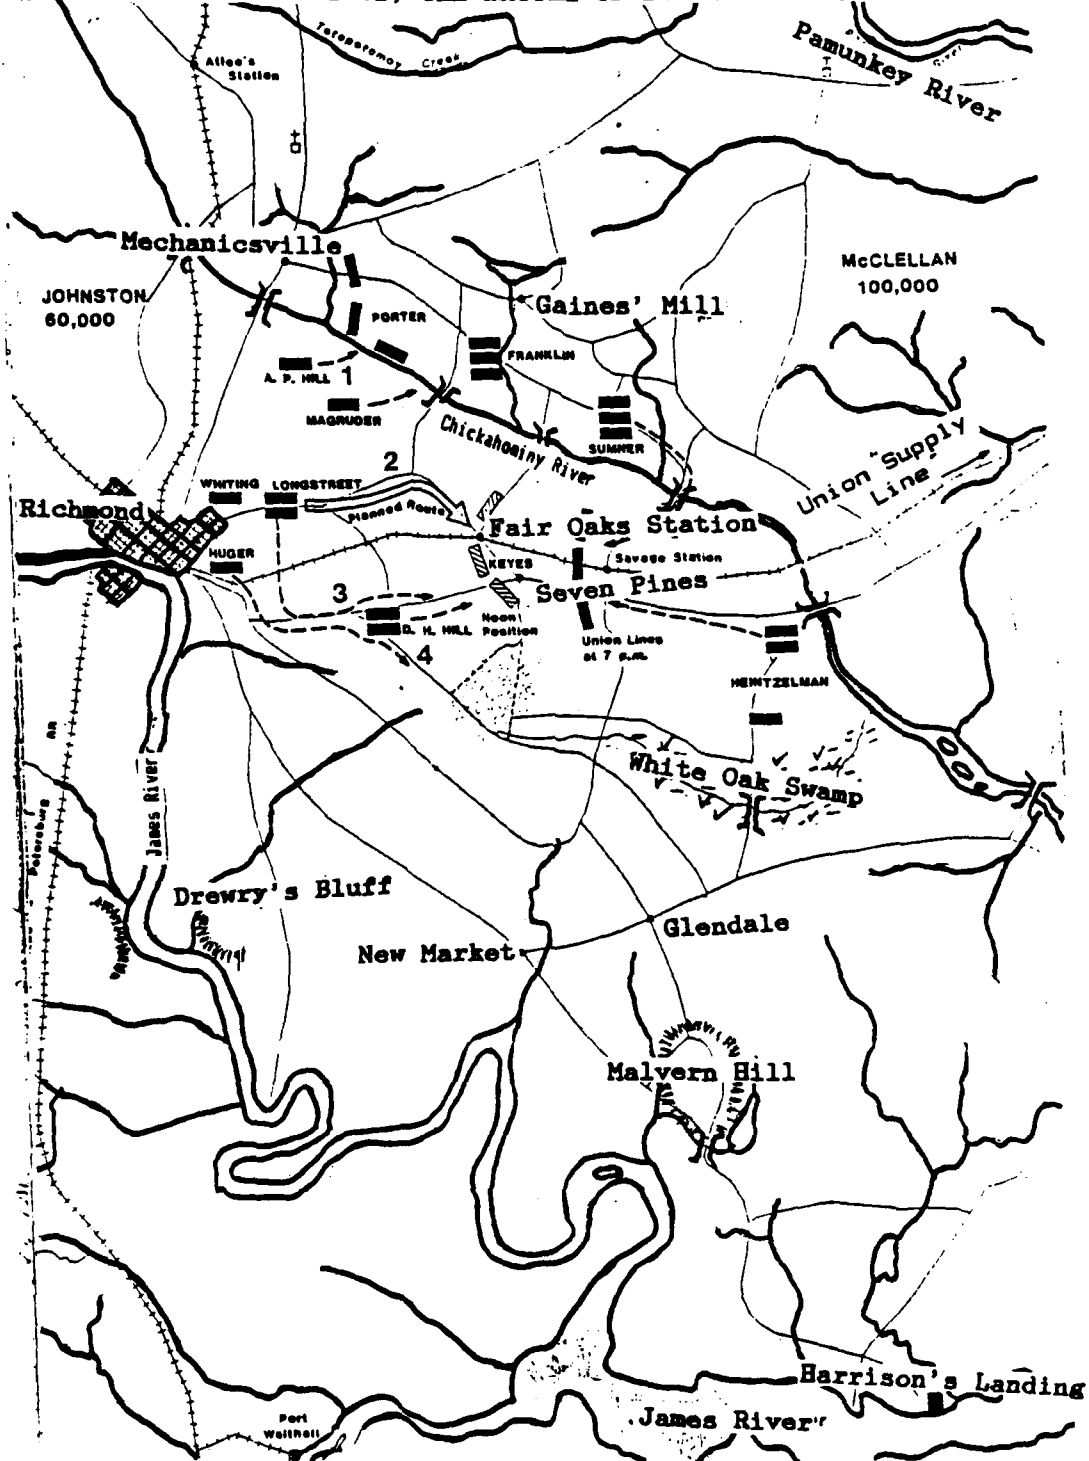 Totopotomoy Creek
Pamunkey River
Atlee's
Station
Mechanicsville
McCLELLAN
100,000
JOHNSTON
60,000
Gaines' Mill
PORTER
FRANKLIN
A. P. HILL 1
MAGRUDER
Chickahominy River
SUMNER
Union Supply
Line
2
WHITING LONGSTREET
Planned Route
Richmond
Fair Oaks Station
HUGER
KEYES
Savage Station
Seven Pines
3
D. H. HILL
Noon
Position
Union Lines
at 7 p.m.
4
HEINTZELMAN
RR
White Oak Swamp
James River
Petersburg
Drewry's Bluff
Glendale
New Market
Malvern Hill
Harrison's Landing
James River
Port
Walthall